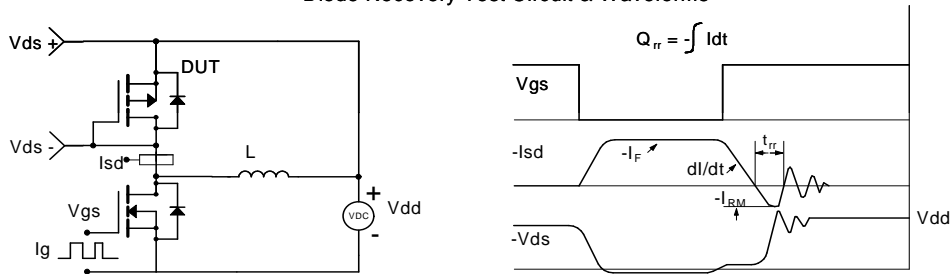 Diode Recovery Test Circuit & Waveforms
Vds +
DUT
Vds -
Isd
L
Vgs
Ig
VDC
+
-
Vdd
Q rr = -∫ Idt
Vgs
-Isd
-I F
dI/dt
t rr
-I RM
Vdd
-Vds